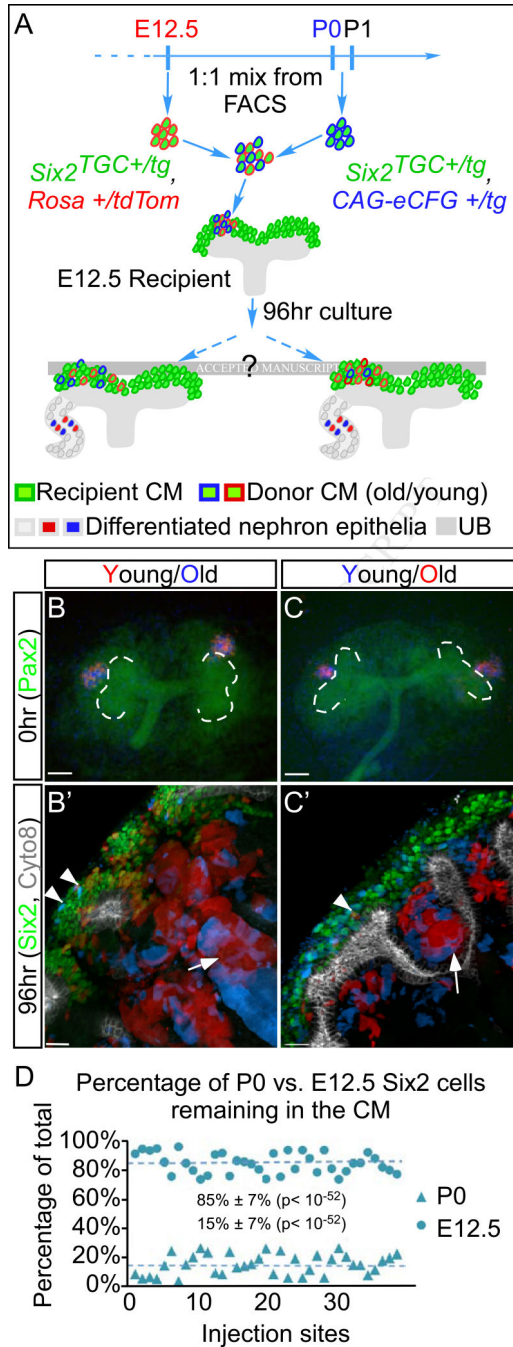 A
E12.5
P0 P1
1:1 mix from
FACS
Six2TGC+/tg,
Rosa +/tdTom
Six2TGC+/tg,
CAG-eCFG +/tg
E12.5 Recipient
96hr culture
?
ACCEPTED MANUSCRIPT
Recipient CM
Donor CM (old/young)
Differentiated nephron epithelia
UB
Young/Old
Young/Old
0hr (Pax2)
B
C
96hr (Six2, Cyto8)
B'
C'
D
Percentage of P0 vs. E12.5 Six2 cells
remaining in the CM
Percentage of total
100%
80%
60%
40%
20%
0%
85% ± 7% (p< 10-52)
15% ± 7% (p< 10-52)
P0
E12.5
0
10
20
30
Injection sites